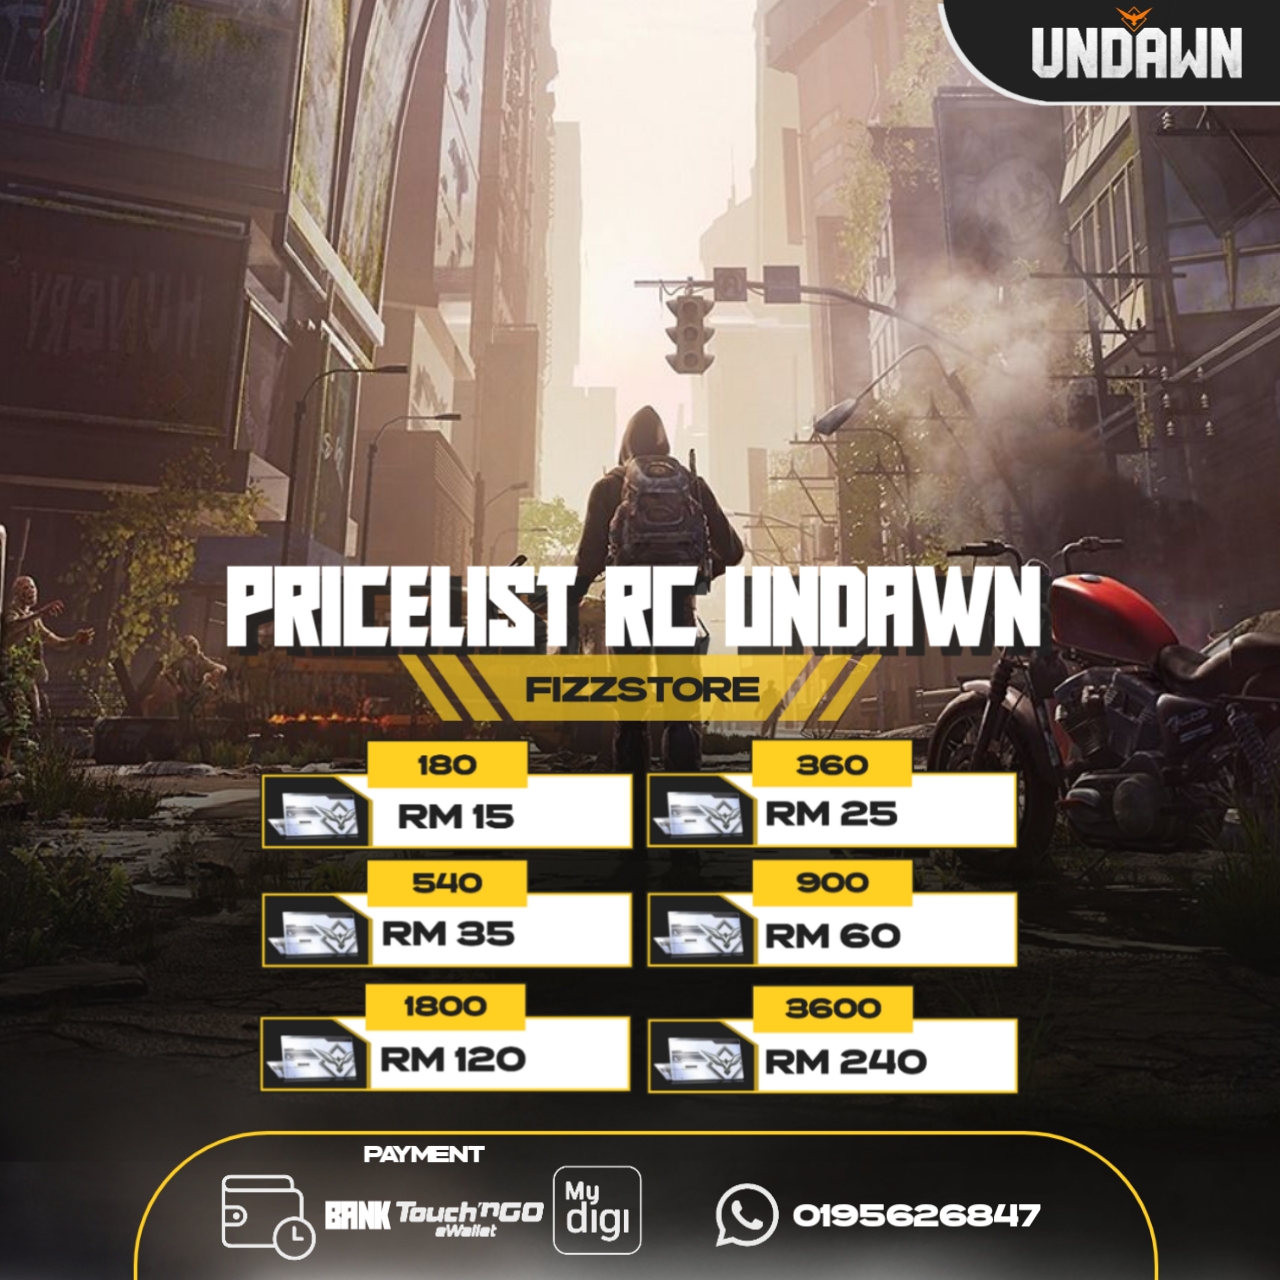 UNDAWN
HUNGRY
PRICELIST RC UNDAWN
FIZZSTORE
180
RM 15
360
RM 25
540
RM 35
900
RM 60
1800
RM 120
3600
RM 240
PAYMENT
BANK Touch'nGO
eWallet
My
digi
0195626847